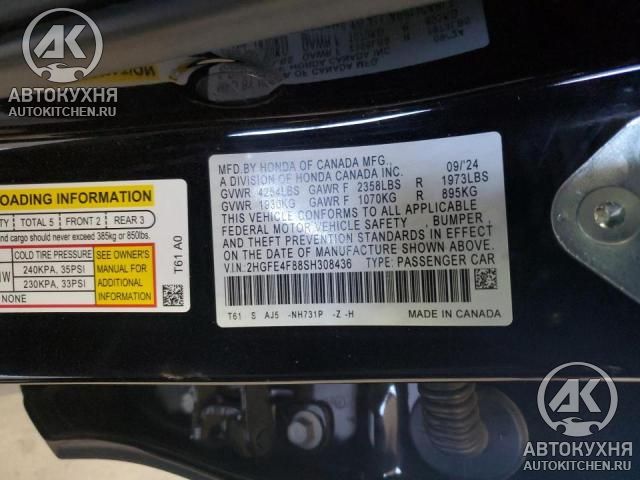 АВТОКУХНЯ
AUTOKITCHEN.RU
MFD.BY HONDA OF CANADA MFG.
A DIVISION OF HONDA CANADA INC. 09/'24
GVWR 4254LBS GAWR F 2358LBS R 1973LBS
GVWR GAWR F 1070KG R 895KG
THIS VEHICLE CONFORMS TO ALL APPLICABLE
FEDERAL MOTOR VEHICLE SAFETY BUMPER,
AND THEFT PREVENTION STANDARDS IN EFFECT
ON THE DATE OF MANUFACTURE SHOWN ABOVE.
V.I.N: 2HGFE4F88SH308436 TYPE: PASSENGER CAR
T61 S AJ5 -NH731P -Z -H MADE IN CANADA
LOADING INFORMATION
TOTAL 5 FRONT 2 REAR 3
and cargo should never exceed 385kg or 850lbs.
COLD TIRE PRESSURE SEE OWNER'S
240KPA, 35PSI MANUAL FOR
230KPA, 33PSI ADDITIONAL
NONE INFORMATION
T61 A0
АК
АВТОКУХНЯ
AUTOKITCHEN.RU